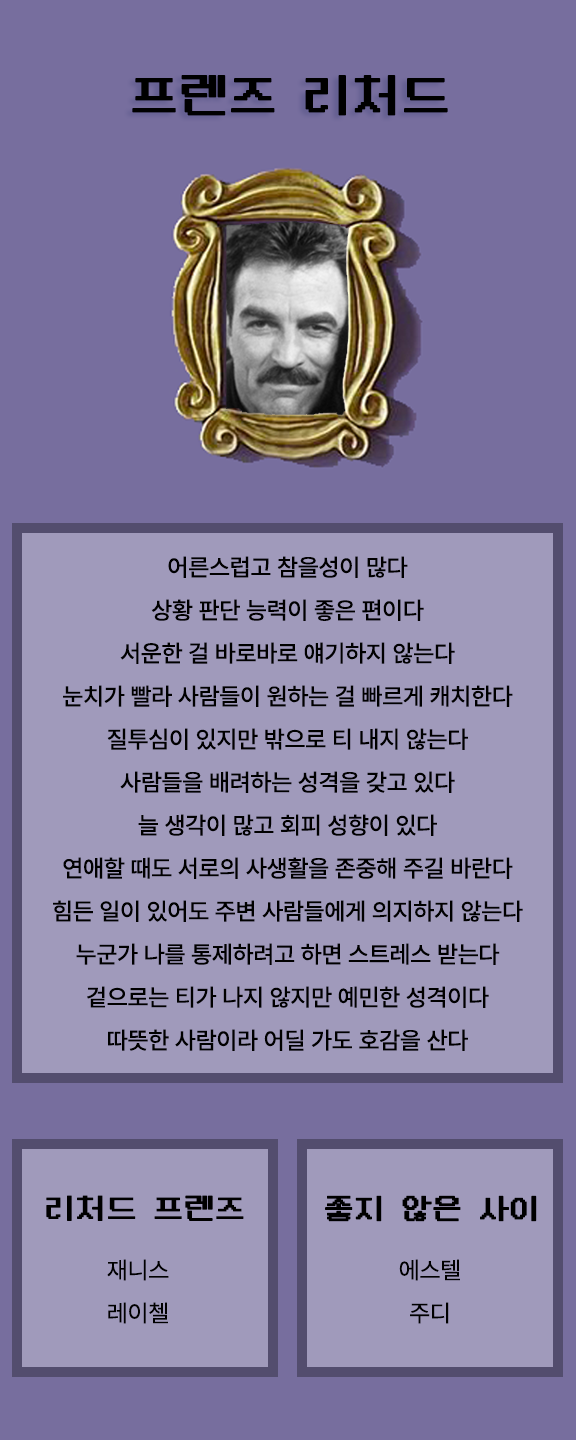 프렌즈 리처드
어른스럽고 참을성이 많다
상황 판단 능력이 좋은 편이다
서운한 걸 바로바로 얘기하지 않는다
눈치가 빨라 사람들이 원하는 걸 빠르게 캐치한다
질투심이 있지만 밖으로 티 내지 않는다
사람들을 배려하는 성격을 갖고 있다
늘 생각이 많고 회피 성향이 있다
연애할 때도 서로의 사생활을 존중해 주길 바란다
힘든 일이 있어도 주변 사람들에게 의지하지 않는다
누군가 나를 통제하려고 하면 스트레스 받는다
겉으로는 티가 나지 않지만 예민한 성격이다
따뜻한 사람이라 어딜 가도 호감을 산다
리처드 프렌즈
재니스
레이첼
좋지 않은 사이
에스텔
주디